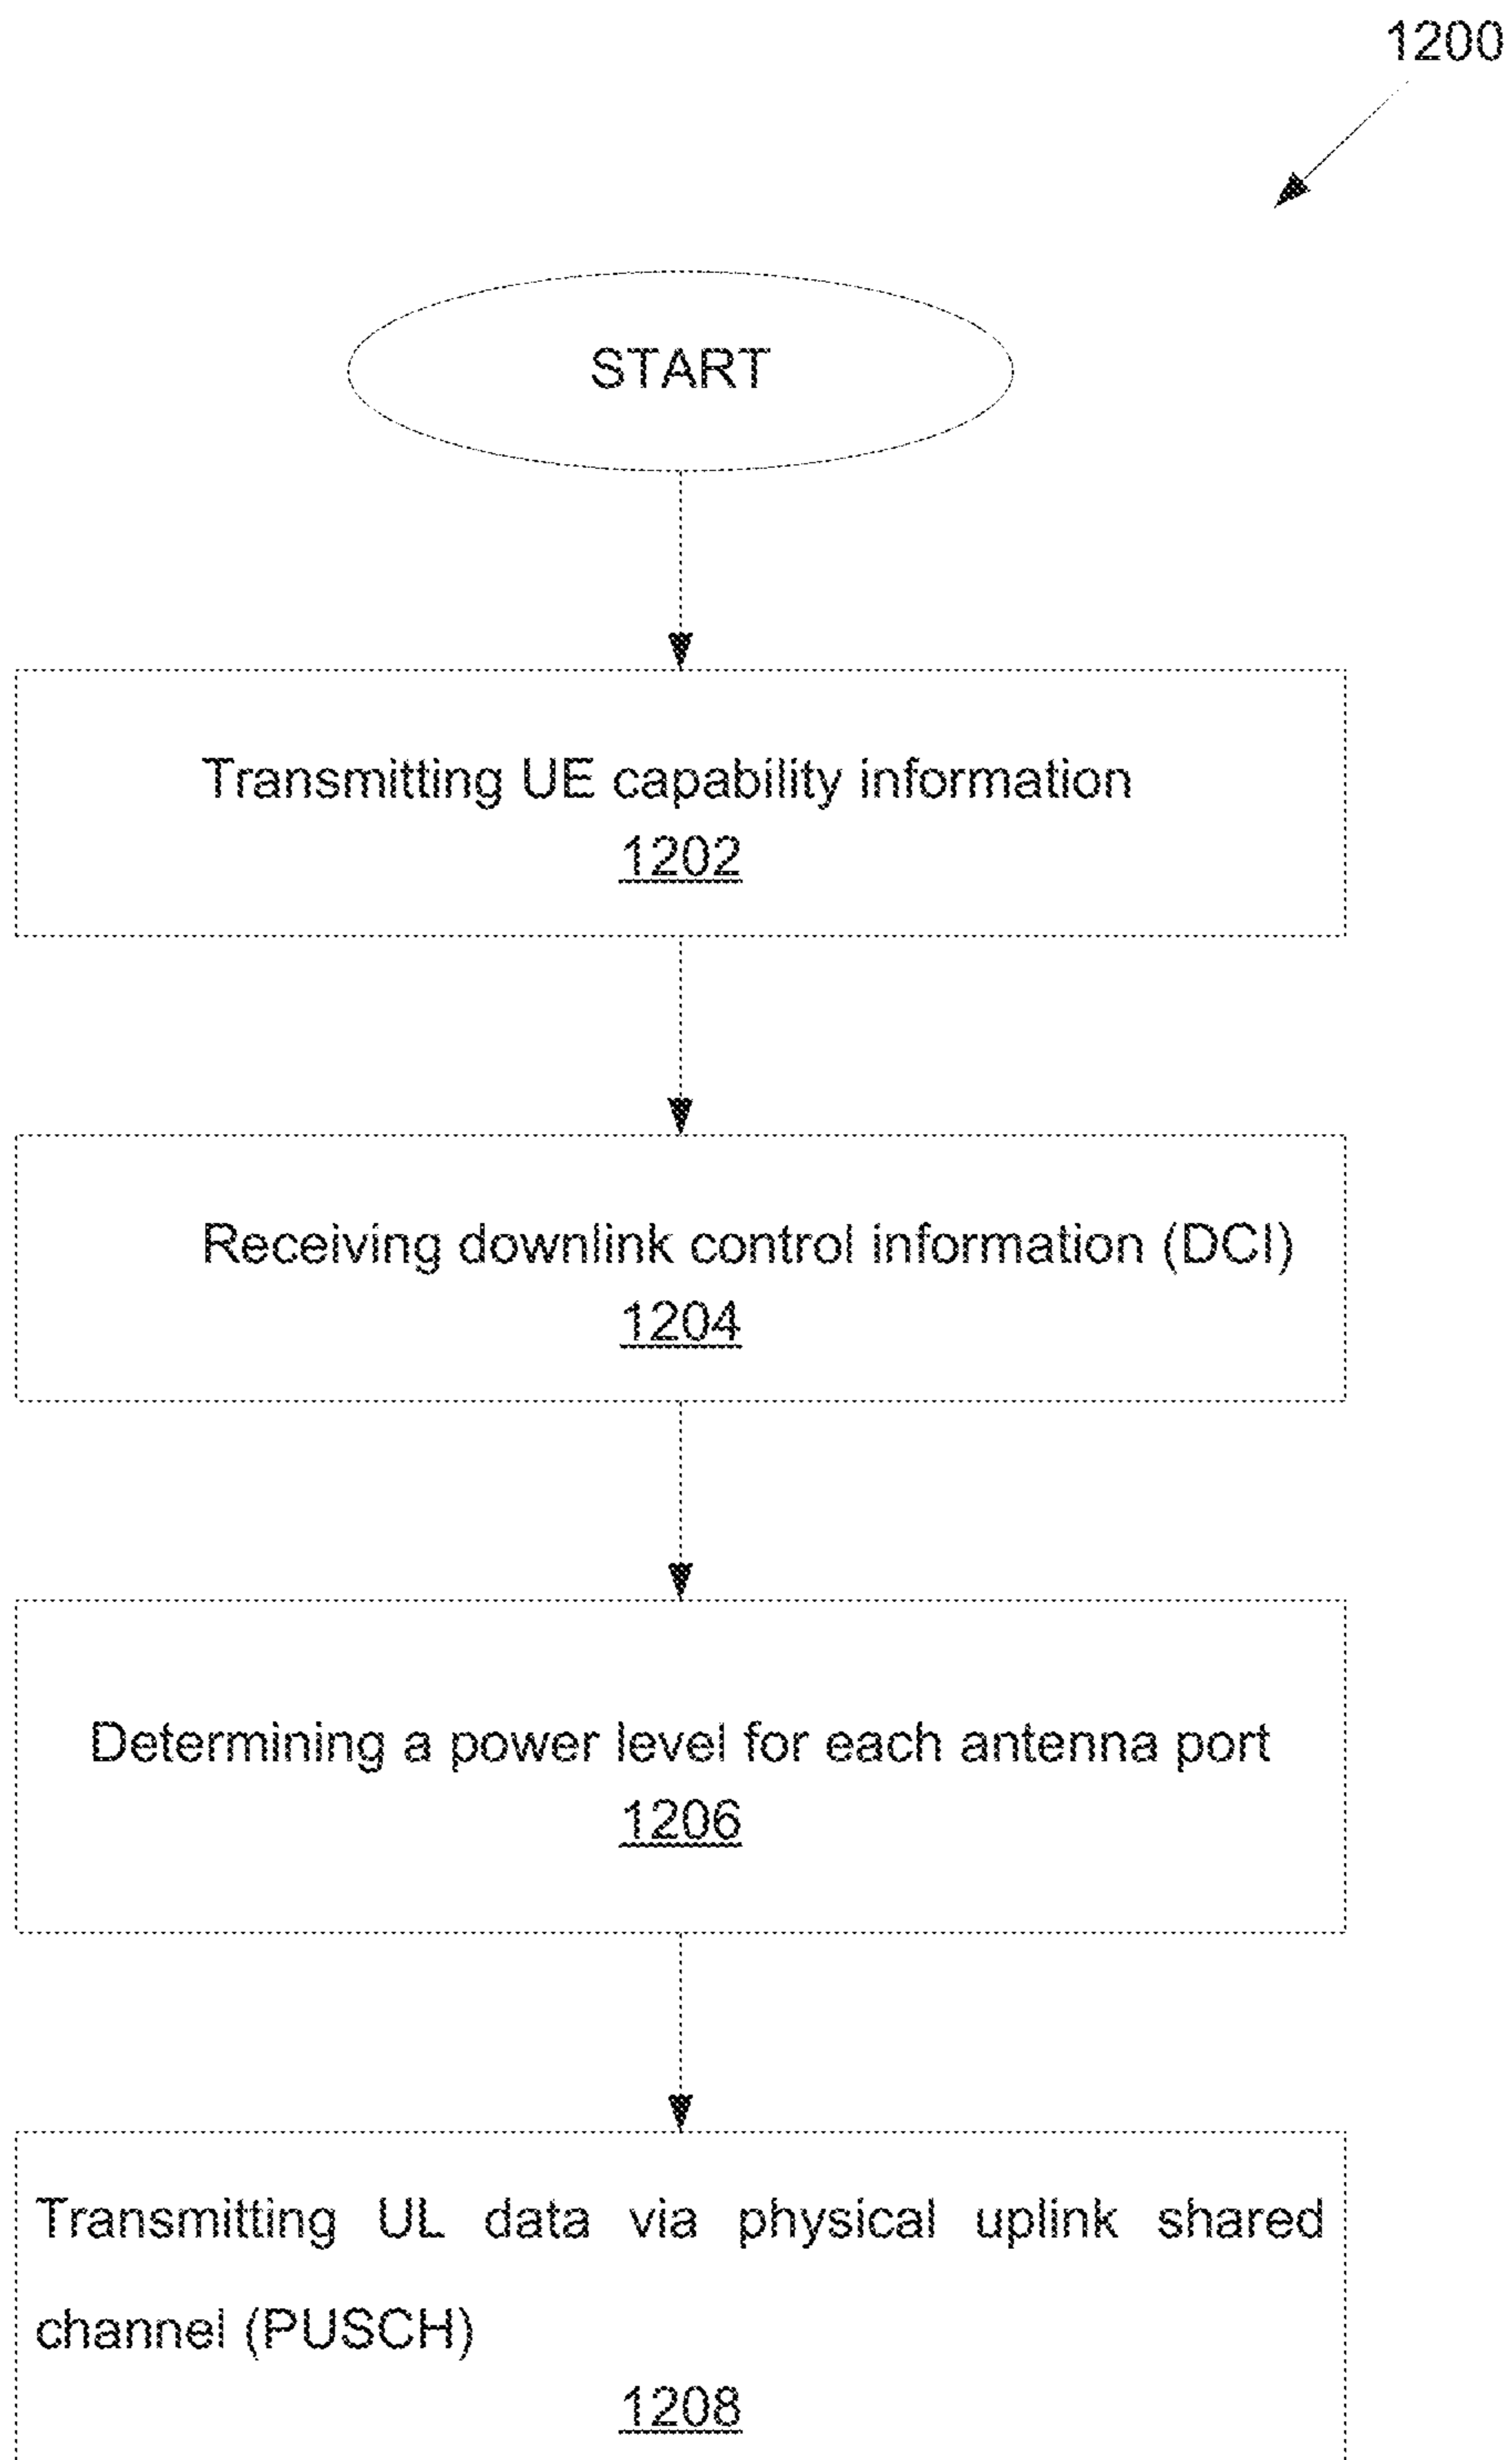 1200
START
Transmitting UE capability information
1202
Receiving downlink control information (DCI)
1204
Determining a power level for each antenna port
1206
Transmitting UL data via physical uplink shared
channel (PUSCH)
1208